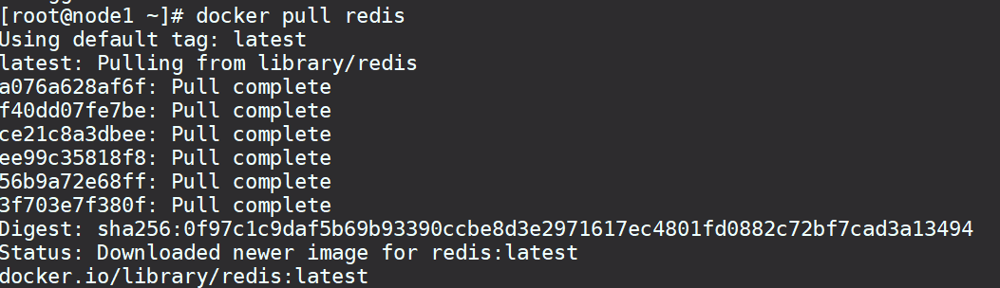 [root@node1 ~]# docker pull redis
Using default tag: latest
latest: Pulling from library/redis
a076a628af6f: Pull complete
f40dd07fe7be: Pull complete
ce21c8a3dbee: Pull complete
ee99c35818f8: Pull complete
56b9a72e68ff: Pull complete
3f703e7f380f: Pull complete
Digest: sha256:0f97c1c9daf5b69b93390ccbe8d3e2971617ec4801fd0882c72bf7cad3a13494
Status: Downloaded newer image for redis:latest
docker.io/library/redis:latest